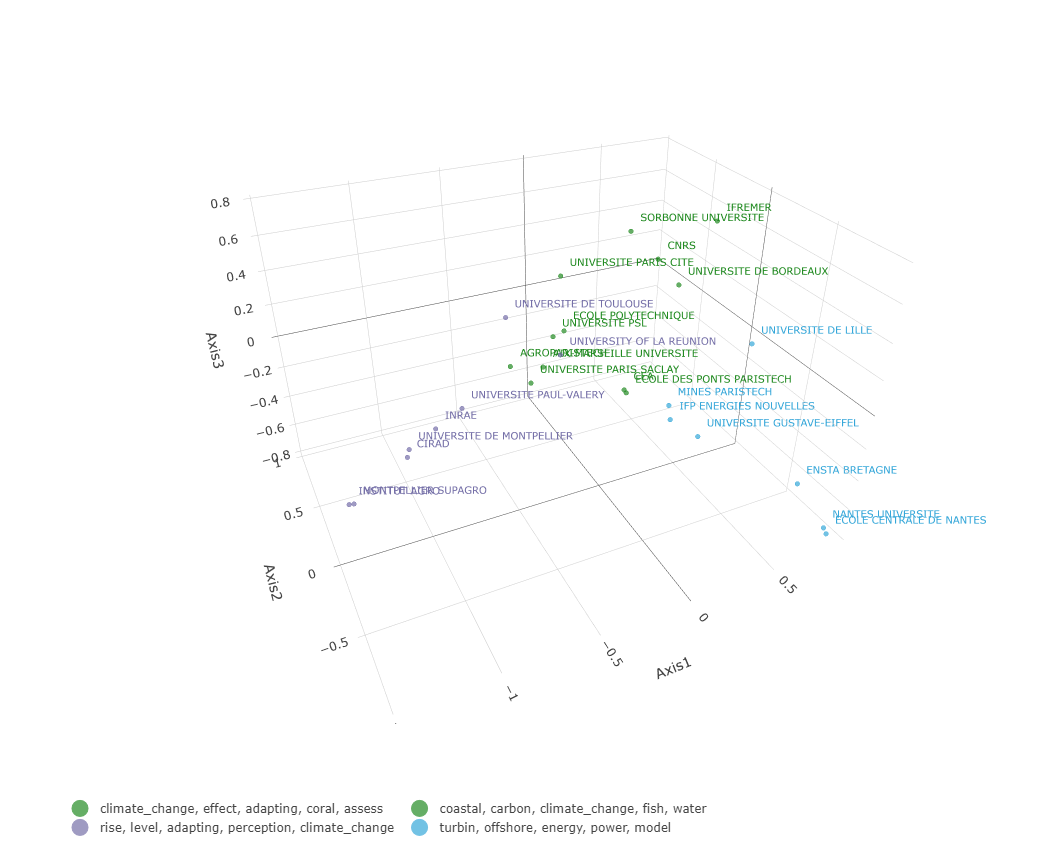 0.8
0.6
0.4
0.2
0
−0.2
−0.4
−0.6
−0.8
Axis3
1
0.5
0
−0.5
Axis2
−1
−0.5
0
0.5
Axis1
IFREMER
SORBONNE UNIVERSITE
CNRS
UNIVERSITE PARIS CITE
UNIVERSITE DE BORDEAUX
UNIVERSITE DE TOULOUSE
ECOLE POLYTECHNIQUE
UNIVERSITE PSL
UNIVERSITE DE LILLE
UNIVERSITY OF LA REUNION
MARSEILLE UNIVERSITE
UNIVERSITE PARIS SACLAY
ECOLE DES PONTS PARISTECH
MINES PARISTECH
UNIVERSITE PAUL-VALERY
IFP ENERGIES NOUVELLES
INRAE
UNIVERSITE GUSTAVE-EIFFEL
UNIVERSITE DE MONTPELLIER
CIRAD
ENSTA BRETAGNE
MONTPELLIER SUPAGRO
NANTES UNIVERSITE
ECOLE CENTRALE DE NANTES
climate_change, effect, adapting, coral, assess
coastal, carbon, climate_change, fish, water
rise, level, adapting, perception, climate_change
turbin, offshore, energy, power, model